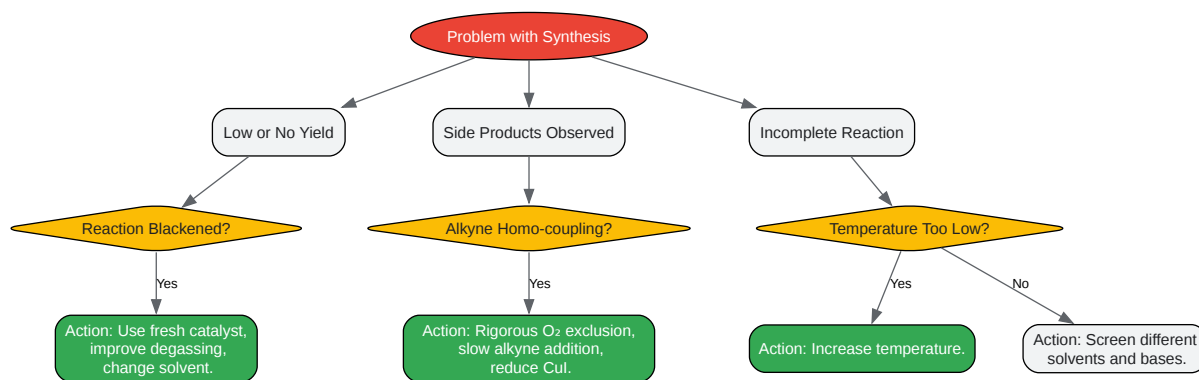 Problem with Synthesis
Low or No Yield
Side Products Observed
Incomplete Reaction
Reaction Blackened?
Alkyne Homo-coupling?
Temperature Too Low?
Yes
Yes
Yes
No
Action: Use fresh catalyst,
improve degassing,
change solvent.
Action: Rigorous O₂ exclusion,
slow alkyne addition,
reduce CuI.
Action: Increase temperature.
Action: Screen different
solvents and bases.